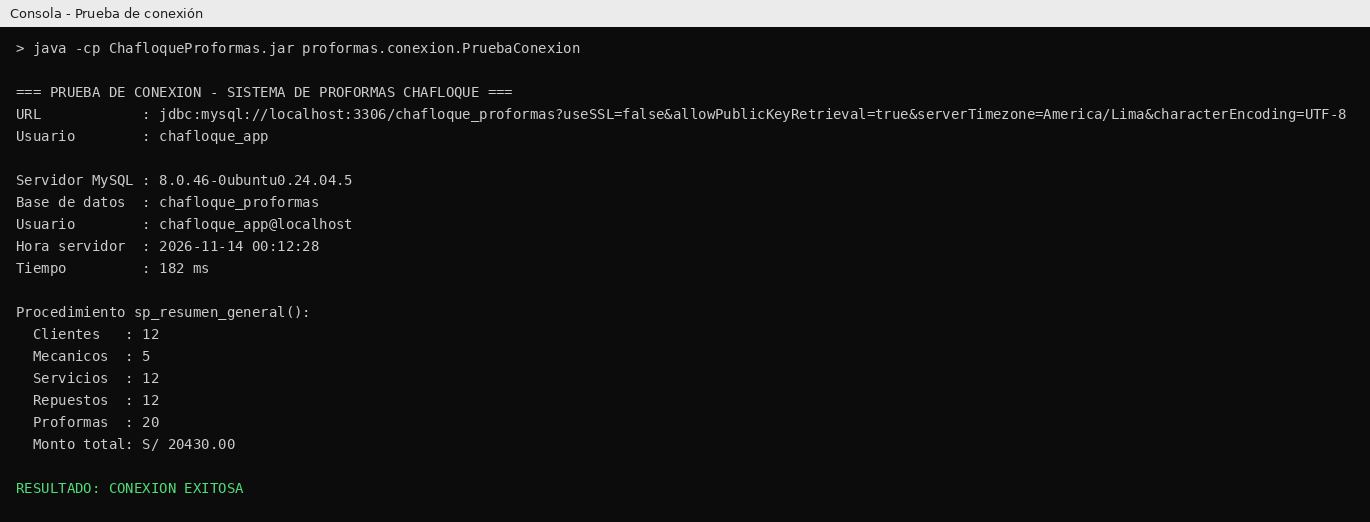 Consola - Prueba de conexión
> java -cp ChafloqueProformas.jar proformas.conexion.PruebaConexion
=== PRUEBA DE CONEXION - SISTEMA DE PROFORMAS CHAFLOQUE ===
URL            : jdbc:mysql://localhost:3306/chafloque_proformas?useSSL=false&allowPublicKeyRetrieval=true&serverTimezone=America/Lima&characterEncoding=UTF-8
Usuario        : chafloque_app
Servidor MySQL : 8.0.46-0ubuntu0.24.04.5
Base de datos  : chafloque_proformas
Usuario        : chafloque_app@localhost
Hora servidor  : 2026-11-14 00:12:28
Tiempo         : 182 ms
Procedimiento sp_resumen_general():
  Clientes   : 12
  Mecanicos  : 5
  Servicios  : 12
  Repuestos  : 12
  Proformas  : 20
  Monto total: S/ 20430.00
RESULTADO: CONEXION EXITOSA